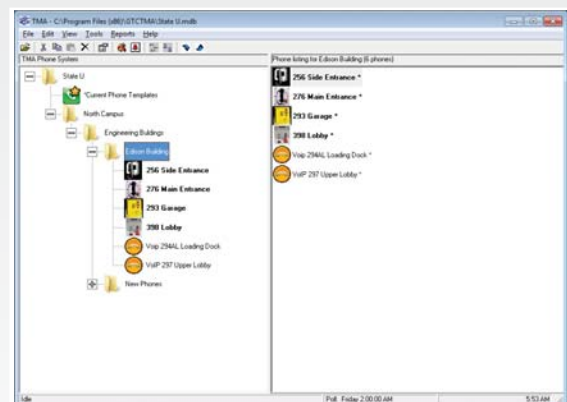 TMA - C:\Program Files (x86)\GTCTMA\State U.mdb
File Edit View Tools Reports Help
TMA Phone System
State U
*Current Phone Templates
North Campus
Engineering Buildings
Edison Building
256 Side Entrance
276 Main Entrance
293 Garage
398 Lobby
Voip 294AL Loading Dock
VoIP 297 Upper Lobby
New Phones
Phone listing for Edison Building (6 phones)
256 Side Entrance *
276 Main Entrance *
293 Garage *
398 Lobby *
Voip 294AL Loading Dock *
VoIP 297 Upper Lobby *
Idle
Poll Friday 2:00:00 AM
5:53 AM